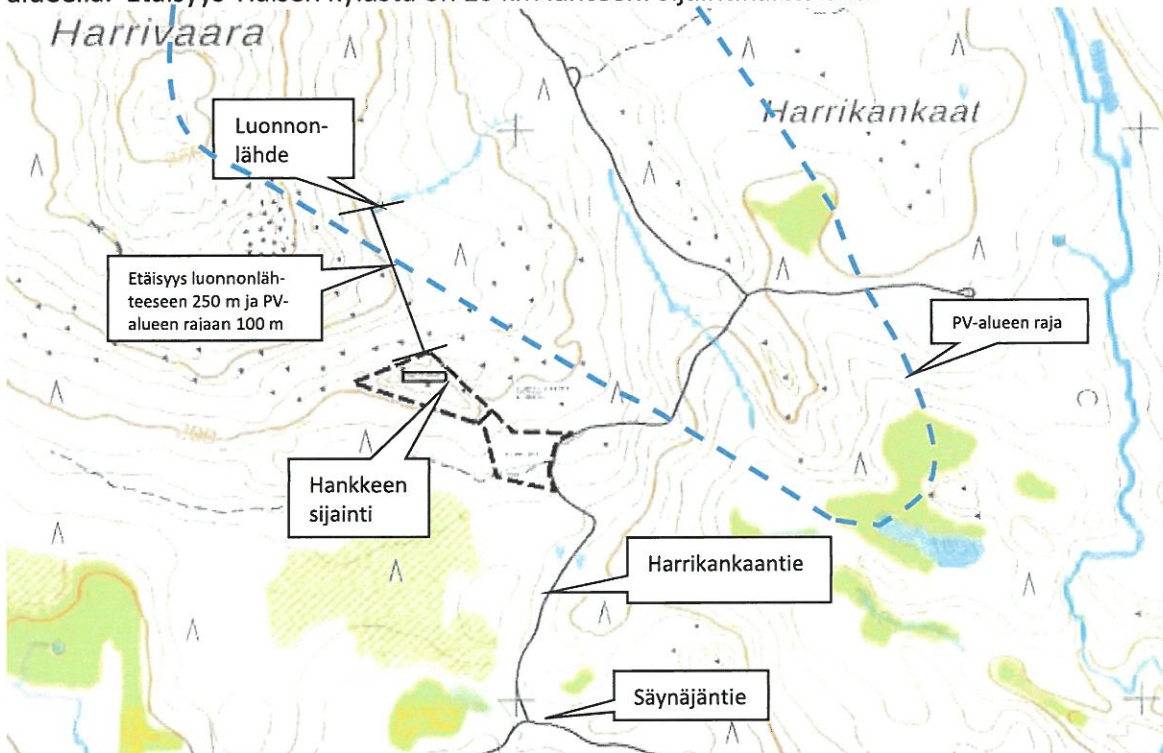 Harrivaara
Luonnon-
lähde
Harrikankaat
Etäisyys luonnonläh-
teeseen 250 m ja PV-
alueen rajaan 100 m
PV-alueen raja
Hankkeen
sijainti
Harrikankaantie
Säynäjäntie